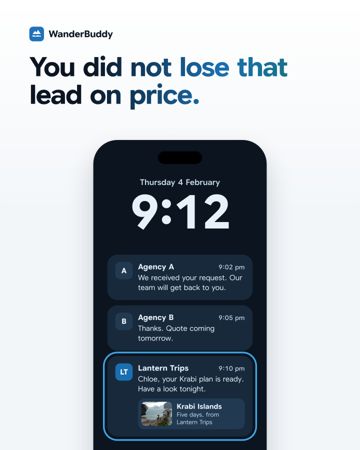 WanderBuddy
You did not lose that
lead on price.
Thursday 4 February
9:12
A
Agency A
9:02 pm
We received your request. Our
team will get back to you.
B
Agency B
9:05 pm
Thanks. Quote coming
tomorrow.
LT
Lantern Trips
9:10 pm
Chloe, your Krabi plan is ready.
Have a look tonight.
Krabi Islands
Five days, from
Lantern Trips